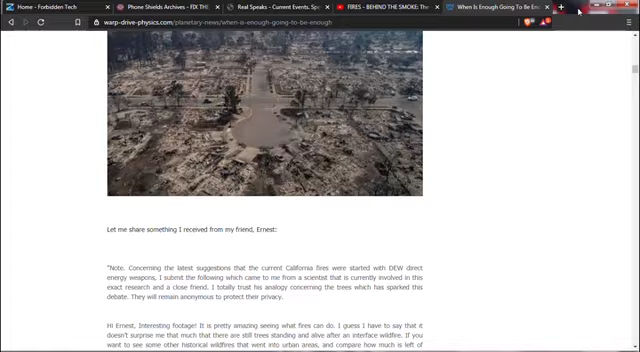 Home - Forbidden Tech
Phone Shields Archives - FIX THE
Real Speaks - Current Events. Spe
FIRES - BEHIND THE SMOKE: The
When Is Enough Going To Be En
warp-drive-physics.com/planetary-news/when-is-enough-going-to-be-enough
Let me share something I received from my friend, Ernest:
"Note. Concerning the latest suggestions that the current California fires were started with DEW direct
energy weapons, I submit the following which came to me from a scientist that is currently involved in this
exact research and a close friend. I totally trust his analogy concerning the trees which has sparked this
debate. They will remain anonymous to protect their privacy.
HI Ernest, Interesting footage! It is pretty amazing seeing what fires can do. I guess I have to say that it
doesn't surprise me that much that there are still trees standing and alive after an interface wildfire. If you
want to see some other historical wildfires that went into urban areas, and compare how much is left of